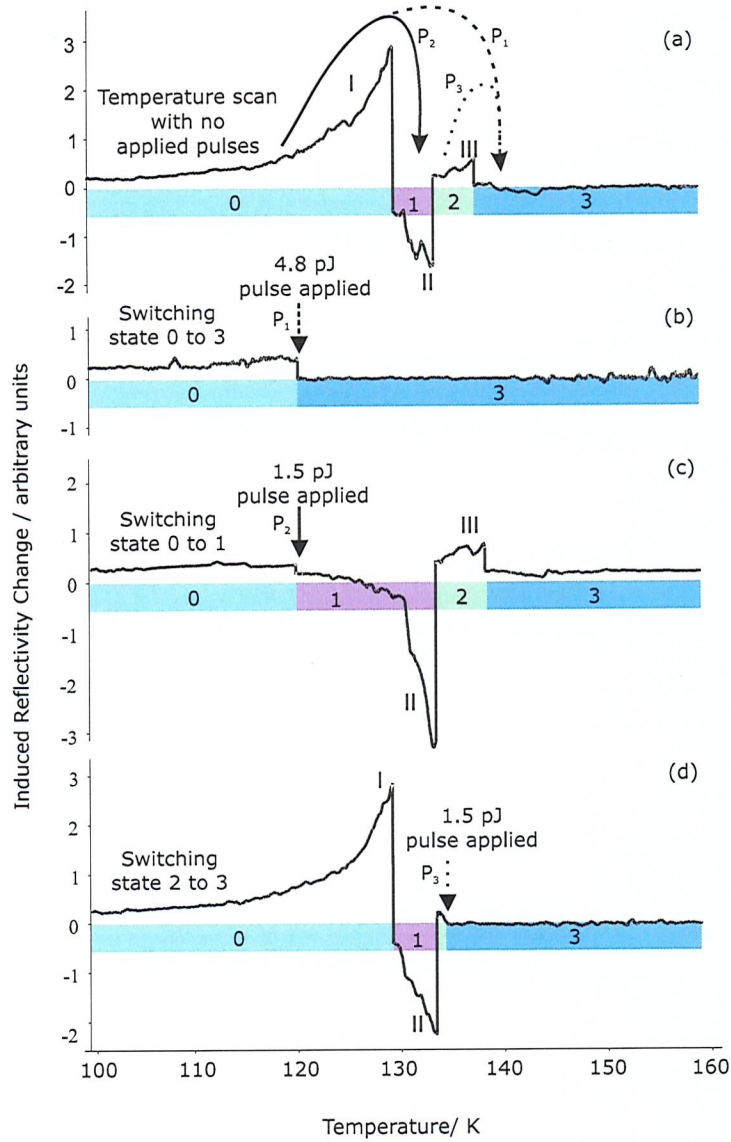 Induced Reflectivity Change / arbitrary units
(a)
3
2
1
0
-1
-2
Temperature scan
with no
applied pulses
I
P2
P1
P3
III
II
0
1
2
3
4.8 pJ
pulse applied
P1
Switching
state 0 to 3
(b)
1
0
-1
0
3
1.5 pJ
pulse applied
P2
Switching
state 0 to 1
(c)
2
1
0
-1
-2
-3
III
II
0
1
2
3
(d)
3
2
1
0
-1
-2
I
1.5 pJ
pulse applied
P3
Switching
state 2 to 3
II
0
1
3
100 110 120 130 140 150 160
Temperature/ K